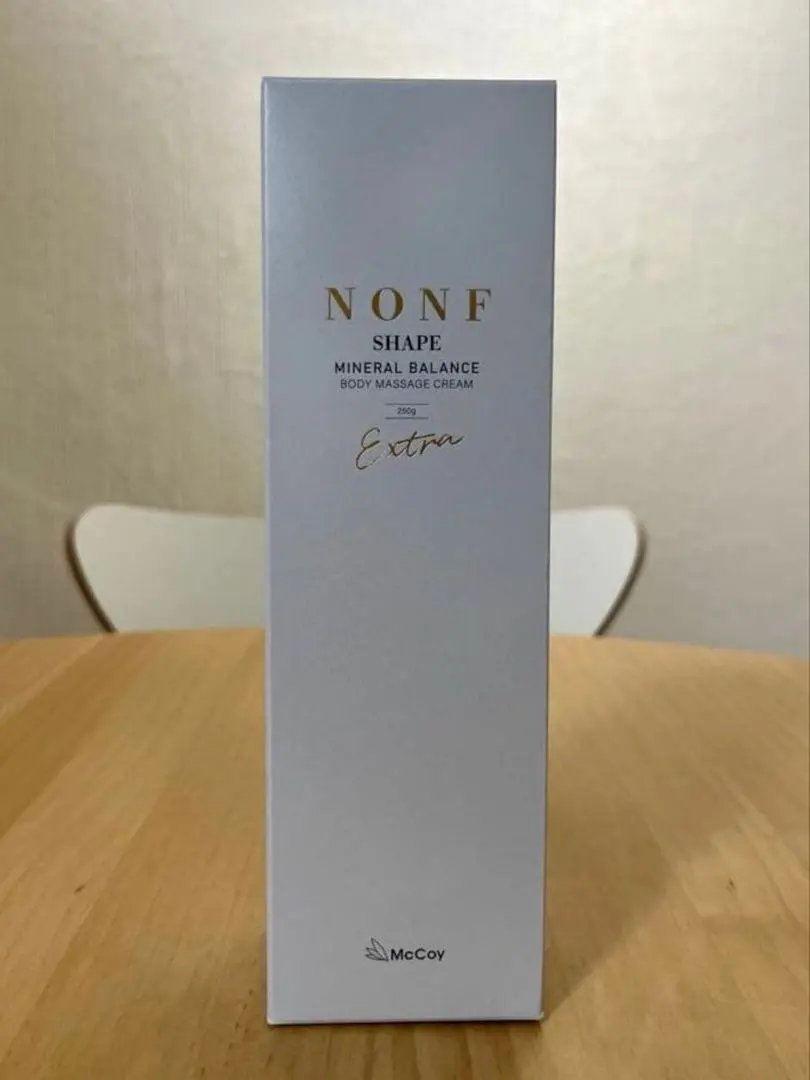 NONF
SHAPE
MINERAL BALANCE
BODY MASSAGE CREAM
250g
Extra
McCoy